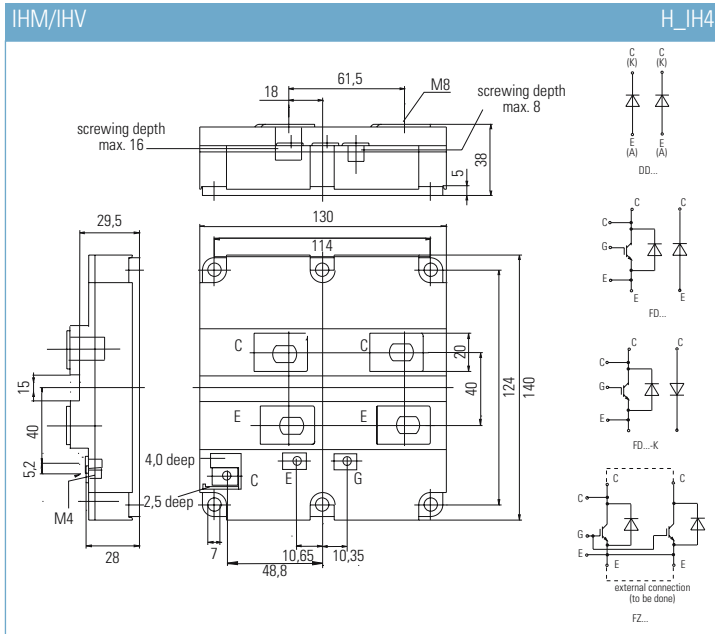 IHM/IHV
H_IH4
61,5
18
M8
screwing depth
max. 8
screwing depth
max. 16
38
5
29,5
130
114
C
C
20
40
124
140
15
40
5,2
E
E
4,0 deep
C
E
G
2,5 deep
M4
7
10,65
10,35
28
48,8
C
(K)
C
(K)
E
(A)
E
(A)
DD...
C
C
C
G
E
E
E
FD...
C
C
C
G
E
FD...-K
C
C
C
G
E
E
E
external connection
(to be done)
FZ...